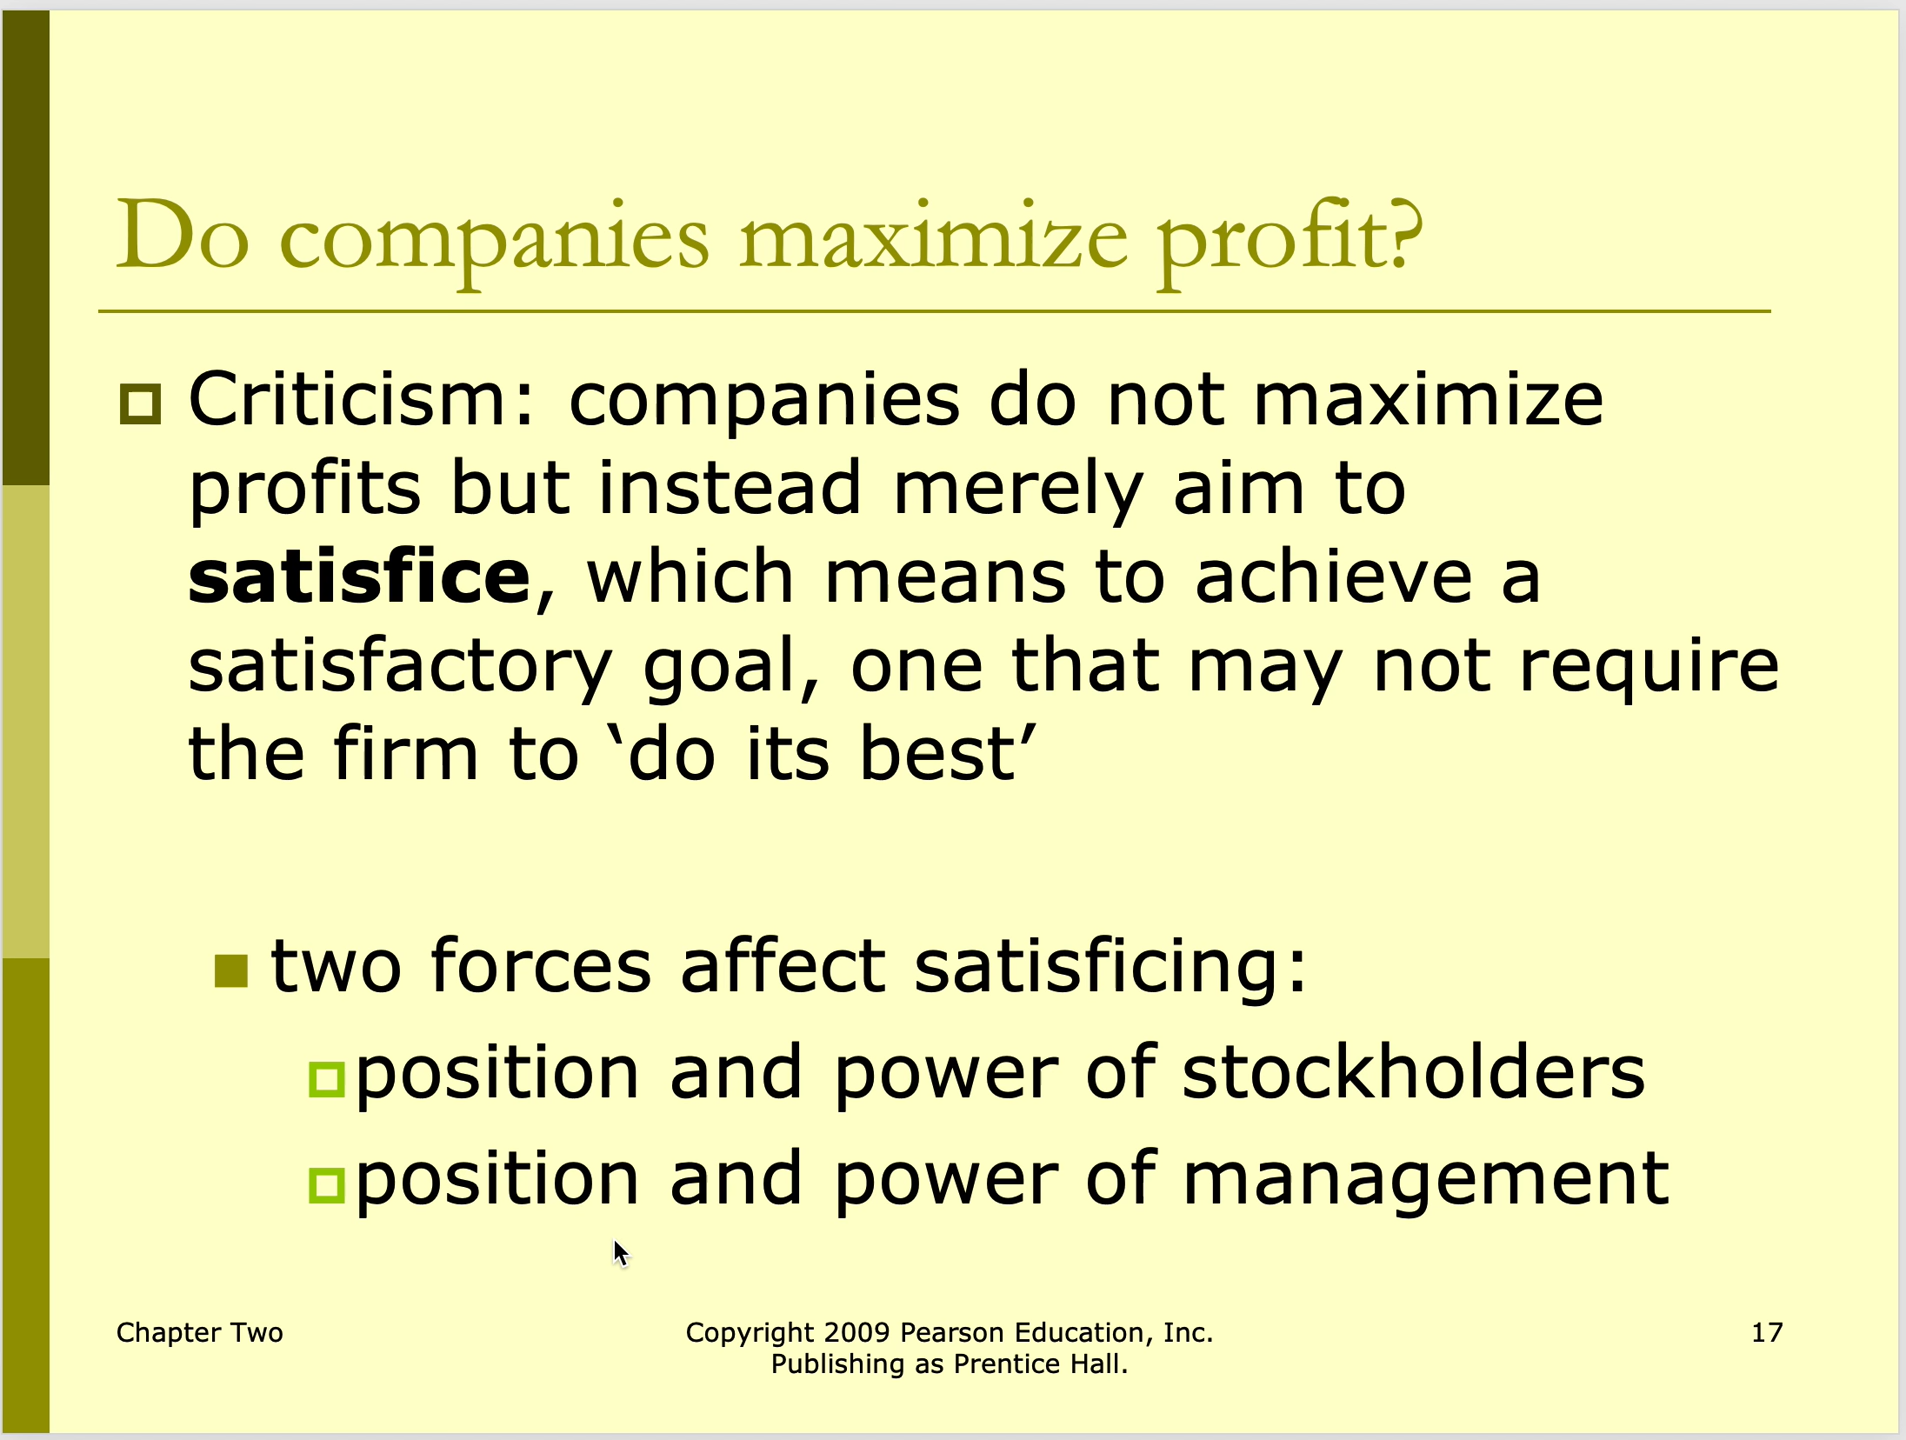 Do companies maximize profit?
Criticism: companies do not maximize
profits but instead merely aim to
satisfice, which means to achieve a
satisfactory goal, one that may not require
the firm to ‘do its best’
two forces affect satisficing:
position and power of stockholders
position and power of management
Chapter Two
Copyright 2009 Pearson Education, Inc.
Publishing as Prentice Hall.
17